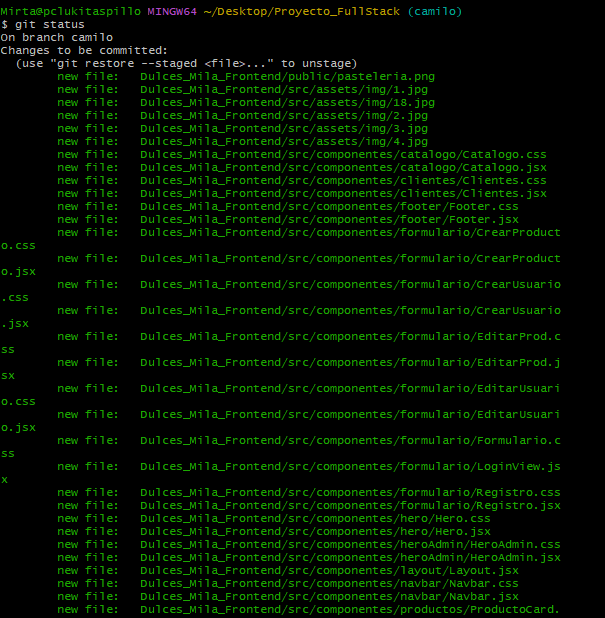 Mirta@pclukitaspillo MINGW64 ~/Desktop/Proyecto_FullStack (camilo)
$ git status
On branch camilo
Changes to be committed:
  (use "git restore --staged <file>..." to unstage)
        new file:   Dulces_Mila_Frontend/public/pasteleria.png
        new file:   Dulces_Mila_Frontend/src/assets/img/1.jpg
        new file:   Dulces_Mila_Frontend/src/assets/img/18.jpg
        new file:   Dulces_Mila_Frontend/src/assets/img/2.jpg
        new file:   Dulces_Mila_Frontend/src/assets/img/3.jpg
        new file:   Dulces_Mila_Frontend/src/assets/img/4.jpg
        new file:   Dulces_Mila_Frontend/src/componentes/catalogo/Catalogo.css
        new file:   Dulces_Mila_Frontend/src/componentes/catalogo/Catalogo.jsx
        new file:   Dulces_Mila_Frontend/src/componentes/clientes/Clientes.css
        new file:   Dulces_Mila_Frontend/src/componentes/clientes/Clientes.jsx
        new file:   Dulces_Mila_Frontend/src/componentes/footer/Footer.css
        new file:   Dulces_Mila_Frontend/src/componentes/footer/Footer.jsx
        new file:   Dulces_Mila_Frontend/src/componentes/formulario/CrearProduct
o.css
        new file:   Dulces_Mila_Frontend/src/componentes/formulario/CrearProduct
o.jsx
        new file:   Dulces_Mila_Frontend/src/componentes/formulario/CrearUsuario
.css
        new file:   Dulces_Mila_Frontend/src/componentes/formulario/CrearUsuario
.jsx
        new file:   Dulces_Mila_Frontend/src/componentes/formulario/EditarProd.c
ss
        new file:   Dulces_Mila_Frontend/src/componentes/formulario/EditarProd.j
sx
        new file:   Dulces_Mila_Frontend/src/componentes/formulario/EditarUsuari
o.css
        new file:   Dulces_Mila_Frontend/src/componentes/formulario/EditarUsuari
o.jsx
        new file:   Dulces_Mila_Frontend/src/componentes/formulario/Formulario.c
ss
        new file:   Dulces_Mila_Frontend/src/componentes/formulario/LoginView.js
x
        new file:   Dulces_Mila_Frontend/src/componentes/formulario/Registro.css
        new file:   Dulces_Mila_Frontend/src/componentes/formulario/Registro.jsx
        new file:   Dulces_Mila_Frontend/src/componentes/hero/Hero.css
        new file:   Dulces_Mila_Frontend/src/componentes/hero/Hero.jsx
        new file:   Dulces_Mila_Frontend/src/componentes/heroAdmin/HeroAdmin.css
        new file:   Dulces_Mila_Frontend/src/componentes/heroAdmin/HeroAdmin.jsx
        new file:   Dulces_Mila_Frontend/src/componentes/layout/Layout.jsx
        new file:   Dulces_Mila_Frontend/src/componentes/navbar/Navbar.css
        new file:   Dulces_Mila_Frontend/src/componentes/navbar/Navbar.jsx
        new file:   Dulces_Mila_Frontend/src/componentes/productos/ProductoCard.